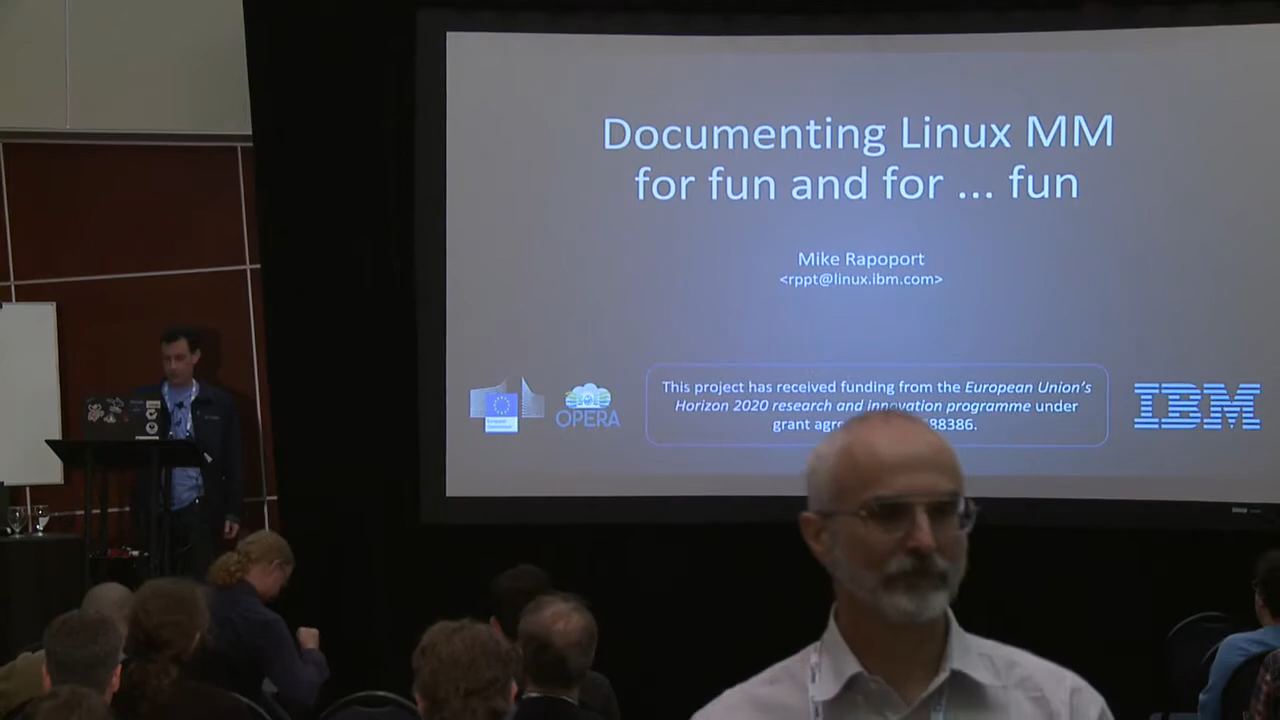 Documenting Linux MM
for fun and for ... fun
Mike Rapoport
<rppt@linux.ibm.com>
OPERA
This project has received funding from the European Union's
Horizon 2020 research and innovation programme under
grant 88386.
IBM